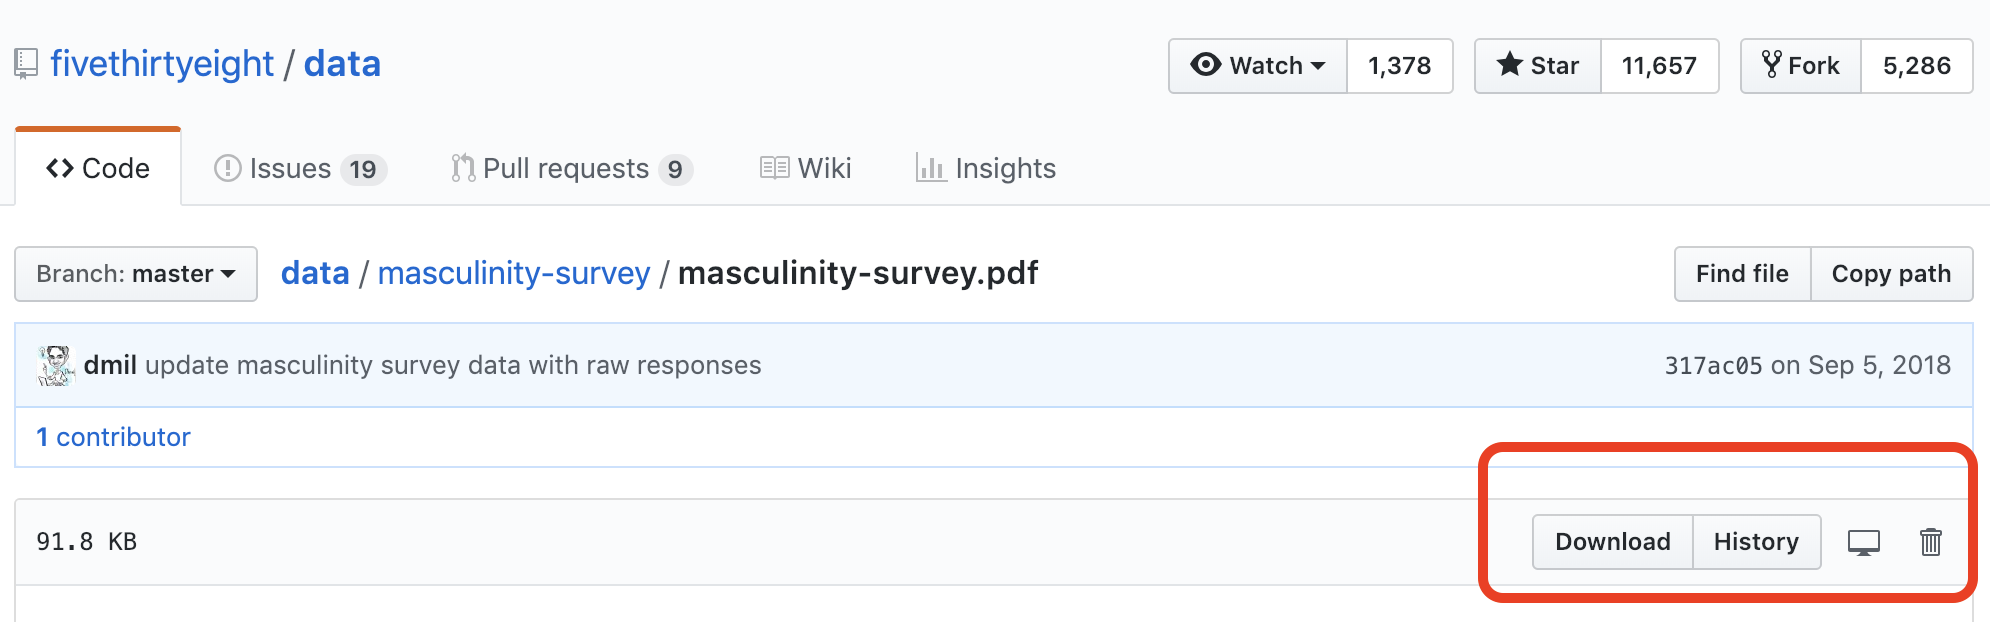 fivethirtyeight / data
Watch 1,378 Star 11,657 Fork 5,286
Code Issues 19 Pull requests 9 Wiki Insights
Branch: master data / masculinity-survey / masculinity-survey.pdf Find file Copy path
dmil update masculinity survey data with raw responses 317ac05 on Sep 5, 2018
1 contributor
91.8 KB Download History